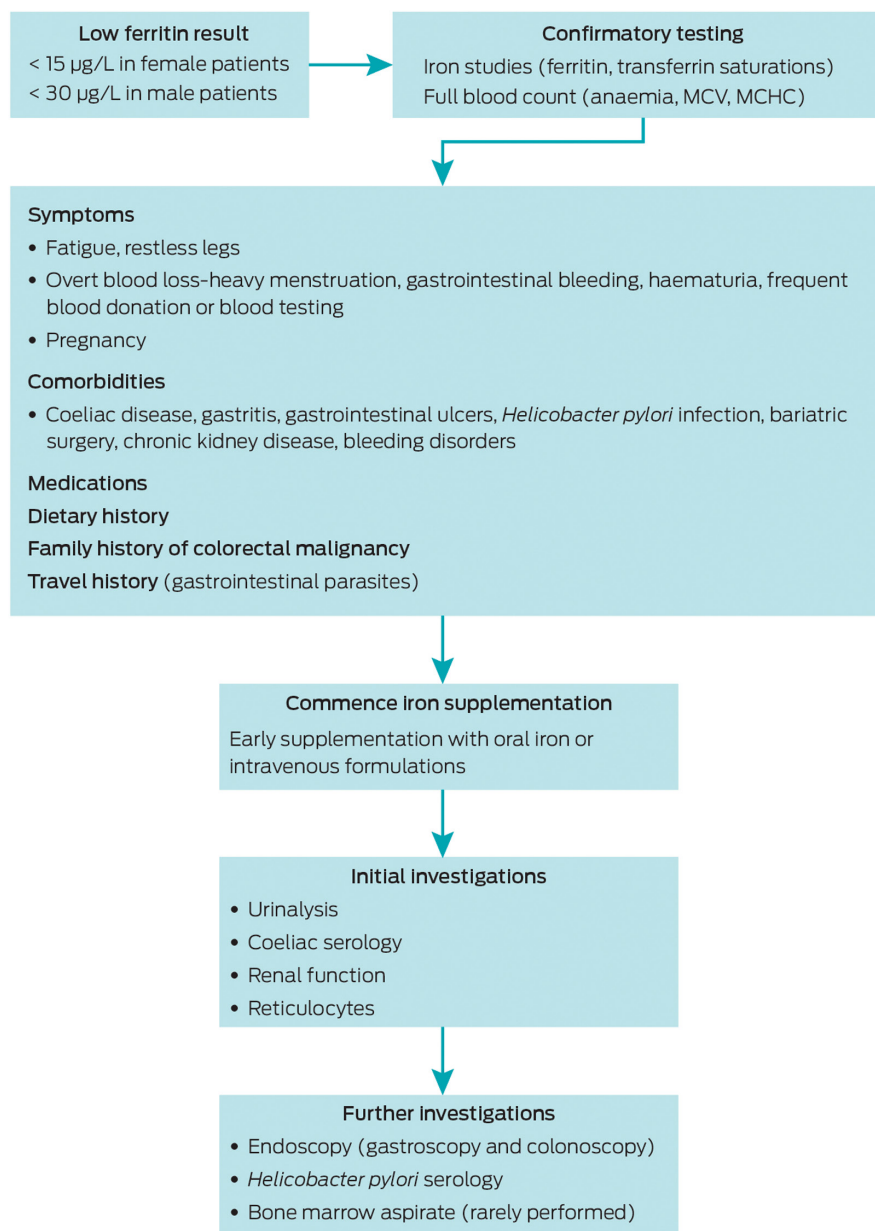 Low ferritin result
< 15 µg/L in female patients
< 30 µg/L in male patients
Confirmatory testing
Iron studies (ferritin, transferrin saturations)
Full blood count (anaemia, MCV, MCHC)
Symptoms
• Fatigue, restless legs
• Overt blood loss-heavy menstruation, gastrointestinal bleeding, haematuria, frequent
blood donation or blood testing
• Pregnancy
Comorbidities
• Coeliac disease, gastritis, gastrointestinal ulcers, Helicobacter pylori infection, bariatric
surgery, chronic kidney disease, bleeding disorders
Medications
Dietary history
Family history of colorectal malignancy
Travel history (gastrointestinal parasites)
Commence iron supplementation
Early supplementation with oral iron or
intravenous formulations
Initial investigations
• Urinalysis
• Coeliac serology
• Renal function
• Reticulocytes
Further investigations
• Endoscopy (gastroscopy and colonoscopy)
• Helicobacter pylori serology
• Bone marrow aspirate (rarely performed)